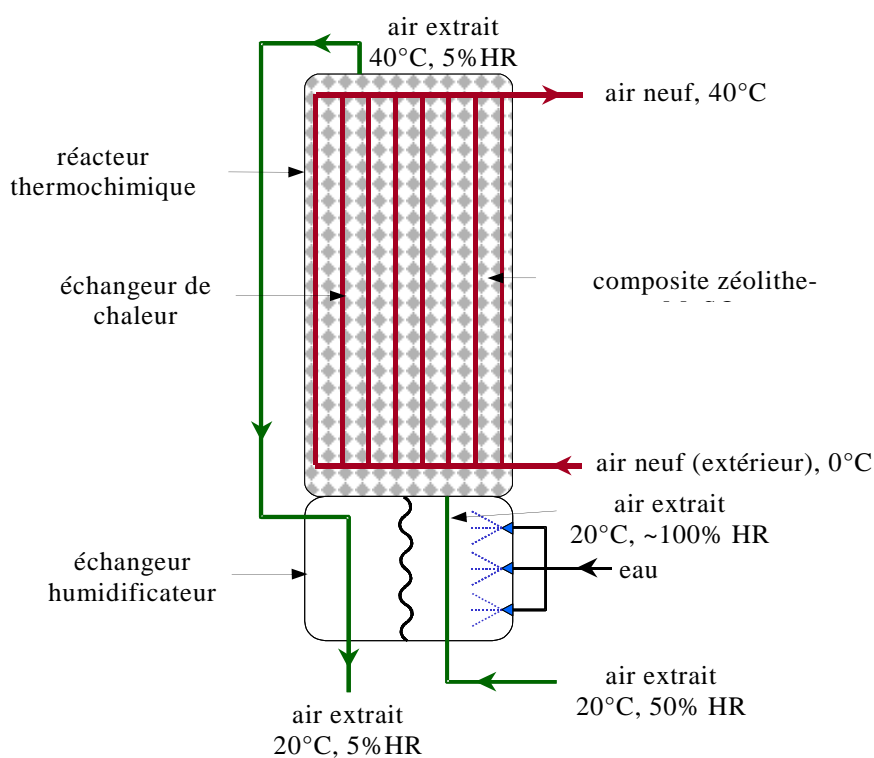 air extrait
40°C, 5%HR
air neuf, 40°C
réacteur
thermochimique
échangeur de
chaleur
composite zéolithe-
air neuf (extérieur), 0°C
air extrait
20°C, ~100% HR
eau
échangeur
humidificateur
air extrait
20°C, 50% HR
air extrait
20°C, 5%HR